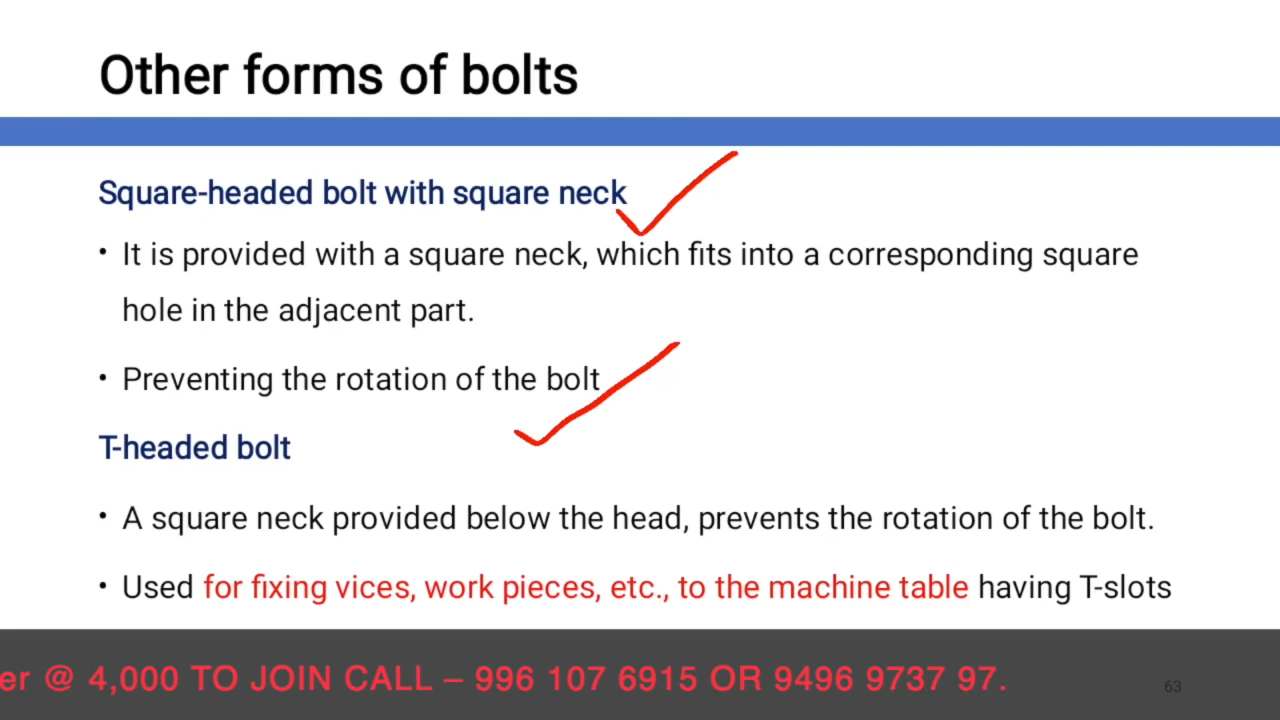 Other forms of bolts
Square-headed bolt with square neck
• It is provided with a square neck, which fits into a corresponding square
hole in the adjacent part.
• Preventing the rotation of the bolt
T-headed bolt
• A square neck provided below the head, prevents the rotation of the bolt.
• Used for fixing vices, work pieces, etc., to the machine table having T-slots
er @ 4,000 TO JOIN CALL – 996 107 6915 OR 9496 9737 97.
63